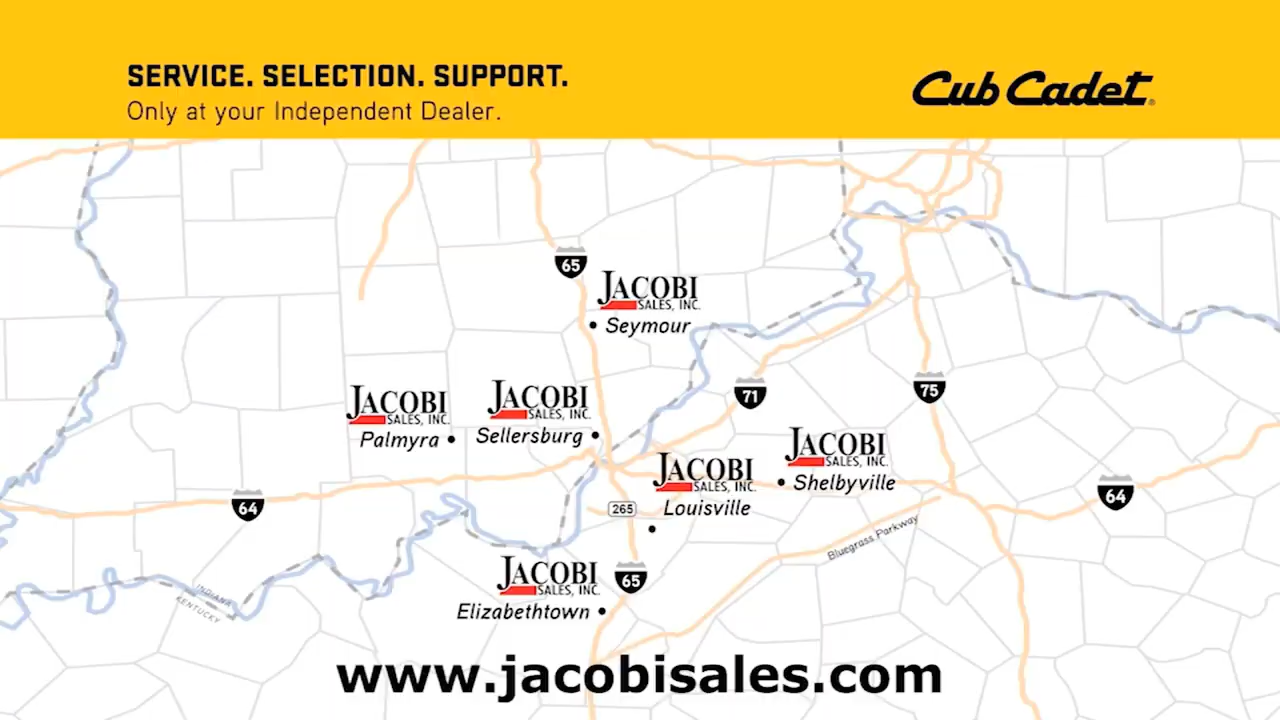 SERVICE. SELECTION. SUPPORT.
Only at your Independent Dealer.
Cub Cadet®
65
JACOBI
SALES, INC.
Seymour
71
75
JACOBI
SALES, INC.
Palmyra
JACOBI
SALES, INC.
Sellersburg
JACOBI
SALES, INC.
Shelbyville
JACOBI
SALES, INC.
Louisville
64
265
64
Bluegrass Parkway
JACOBI
SALES, INC.
Elizabethtown
65
INDIANA
KENTUCKY
www.jacobisales.com